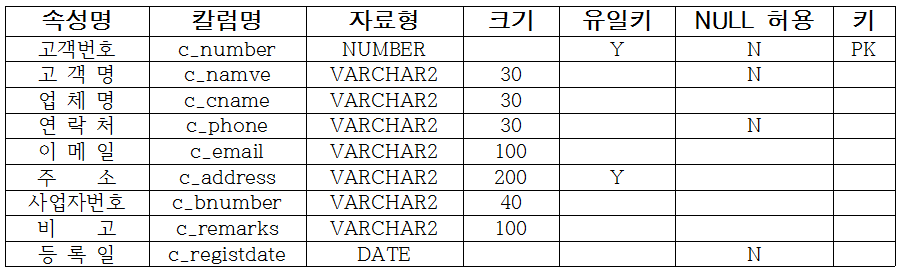 속성명 칼럼명 자료형 크기 유일키 NULL 허용 키
고객번호 c_number NUMBER Y N PK
고 객 명 c_namve VARCHAR2 30 N
업 체 명 c_cname VARCHAR2 30
연 락 처 c_phone VARCHAR2 30 N
이 메 일 c_email VARCHAR2 100
주 소 c_address VARCHAR2 200 Y
사업자번호 c_bnumber VARCHAR2 40
비 고 c_remarks VARCHAR2 100
등 록 일 c_registdate DATE N